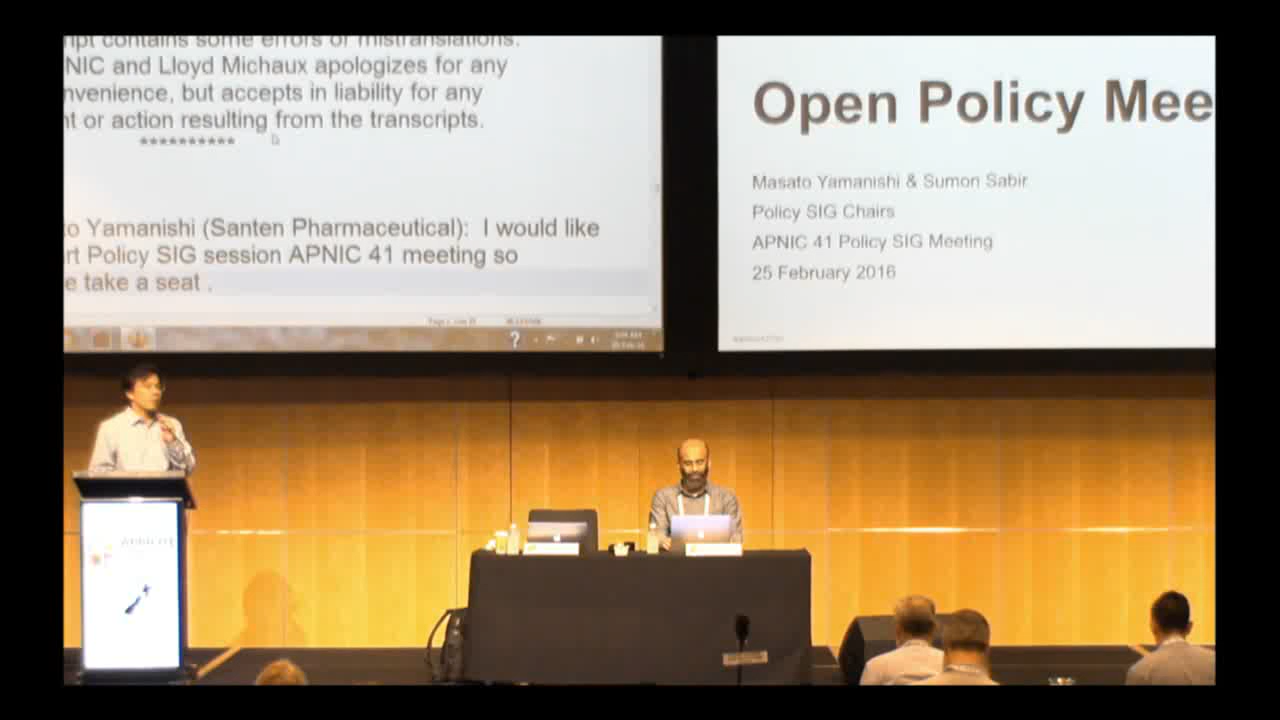 ript contains some errors or mistranslations.
NIC and Lloyd Michaux apologizes for any
nvenience, but accepts in liability for any
nt or action resulting from the transcripts.
**********
to Yamanishi (Santen Pharmaceutical): I would like
rt Policy SIG session APNIC 41 meeting so
e take a seat .
Open Policy Mee
Masato Yamanishi & Sumon Sabir
Policy SIG Chairs
APNIC 41 Policy SIG Meeting
25 February 2016